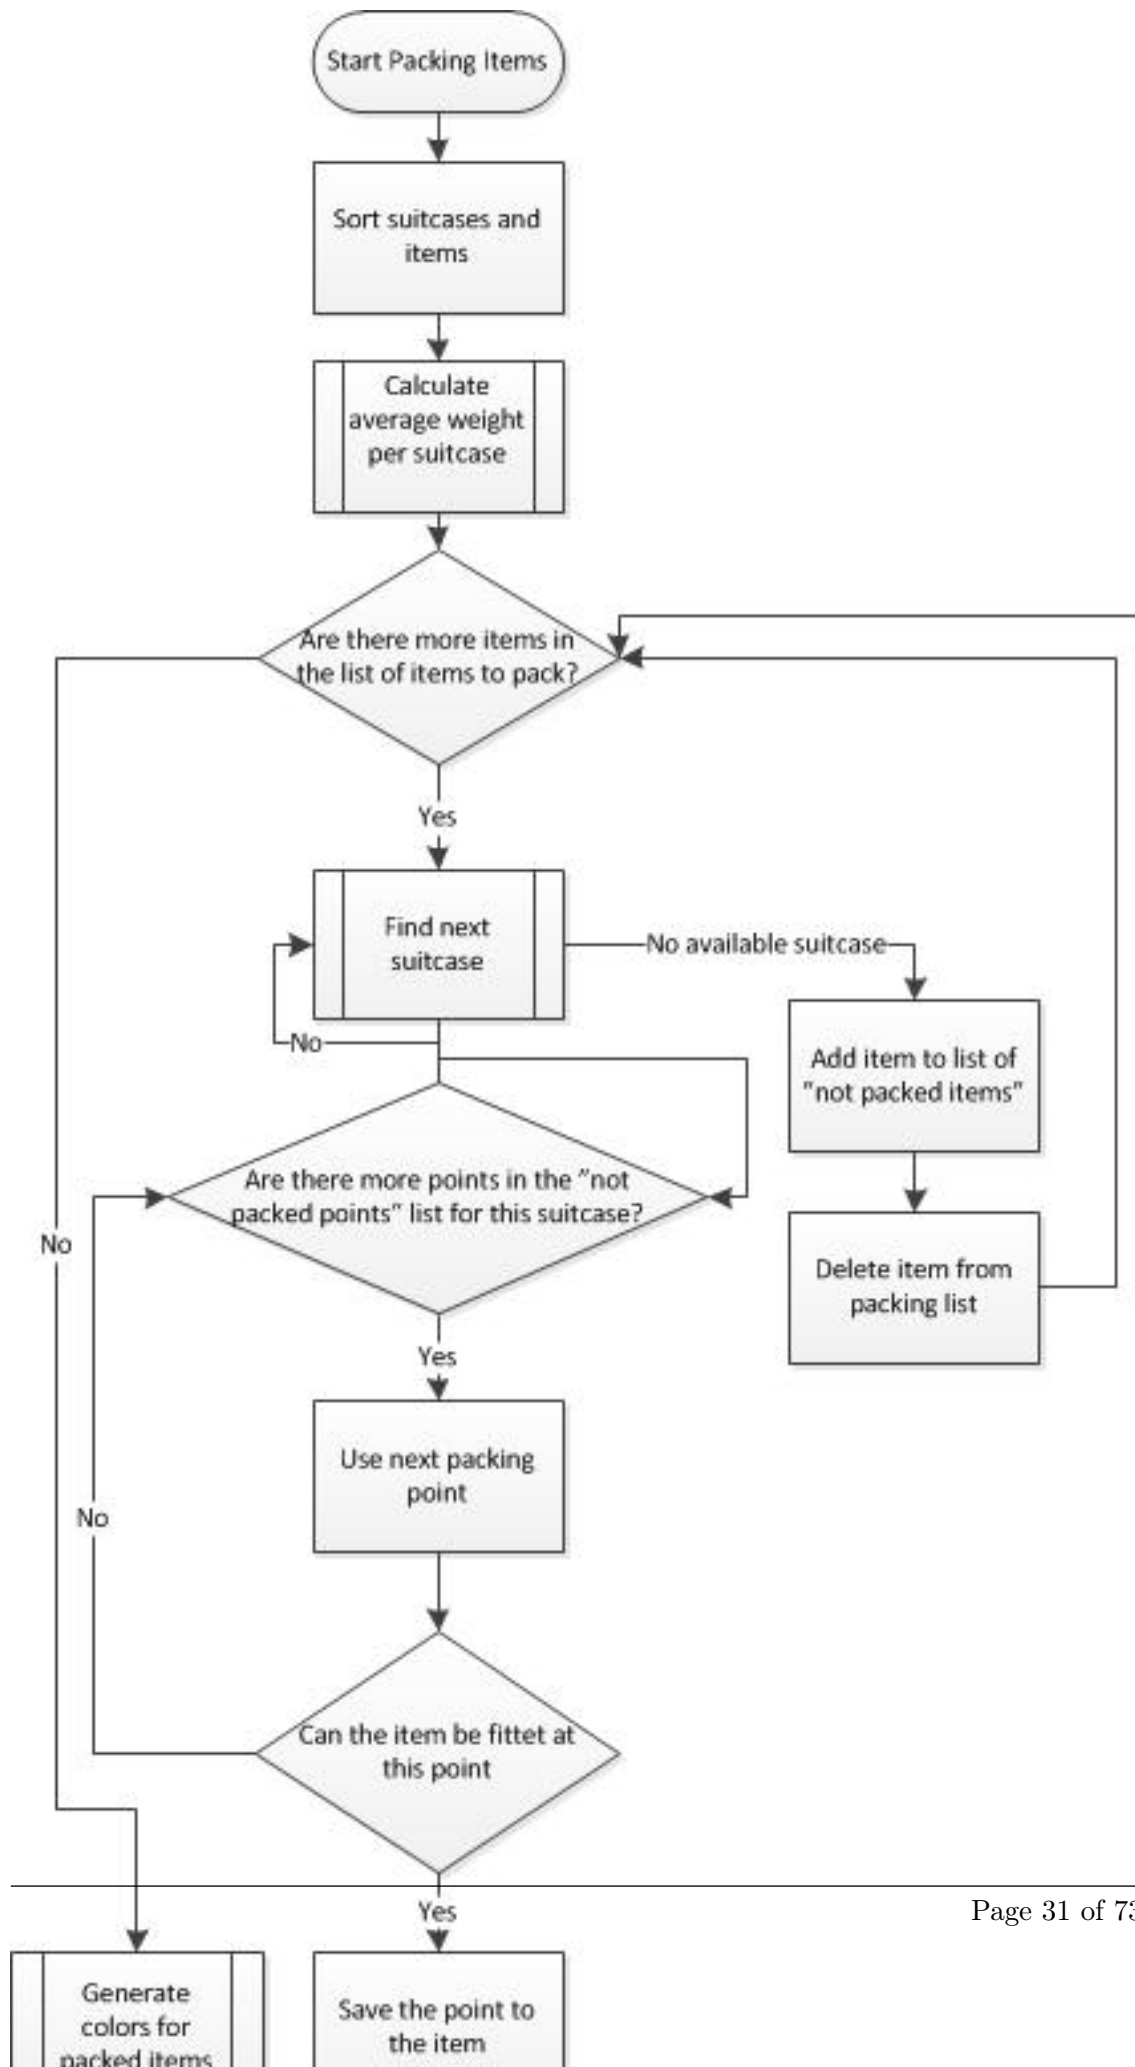 Start Packing Items
Sort suitcases and
items
Calculate
average weight
per suitcase
Are there more items in
the list of items to pack?
Yes
Find next
suitcase
No available suitcase
No
Add item to list of
"not packed items"
Are there more points in the "not
packed points" list for this suitcase?
No
Delete item from
packing list
Yes
Use next packing
point
No
Can the item be fittet at
this point
Yes
Page 31 of 73
Generate
colors for
packed items
Save the point to
the item